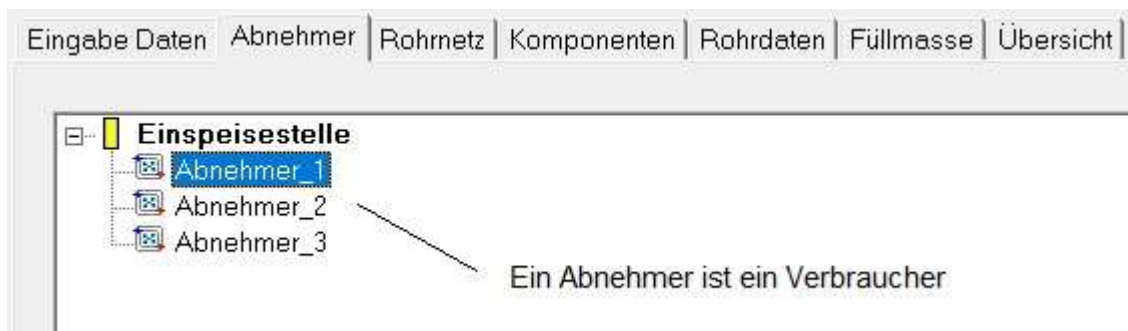 Eingabe Daten Abnehmer Rohrnetz Komponenten Rohrdaten Füllmasse Übersicht
Einspeisestelle
Abnehmer_1
Abnehmer_2
Abnehmer_3
Ein Abnehmer ist ein Verbraucher